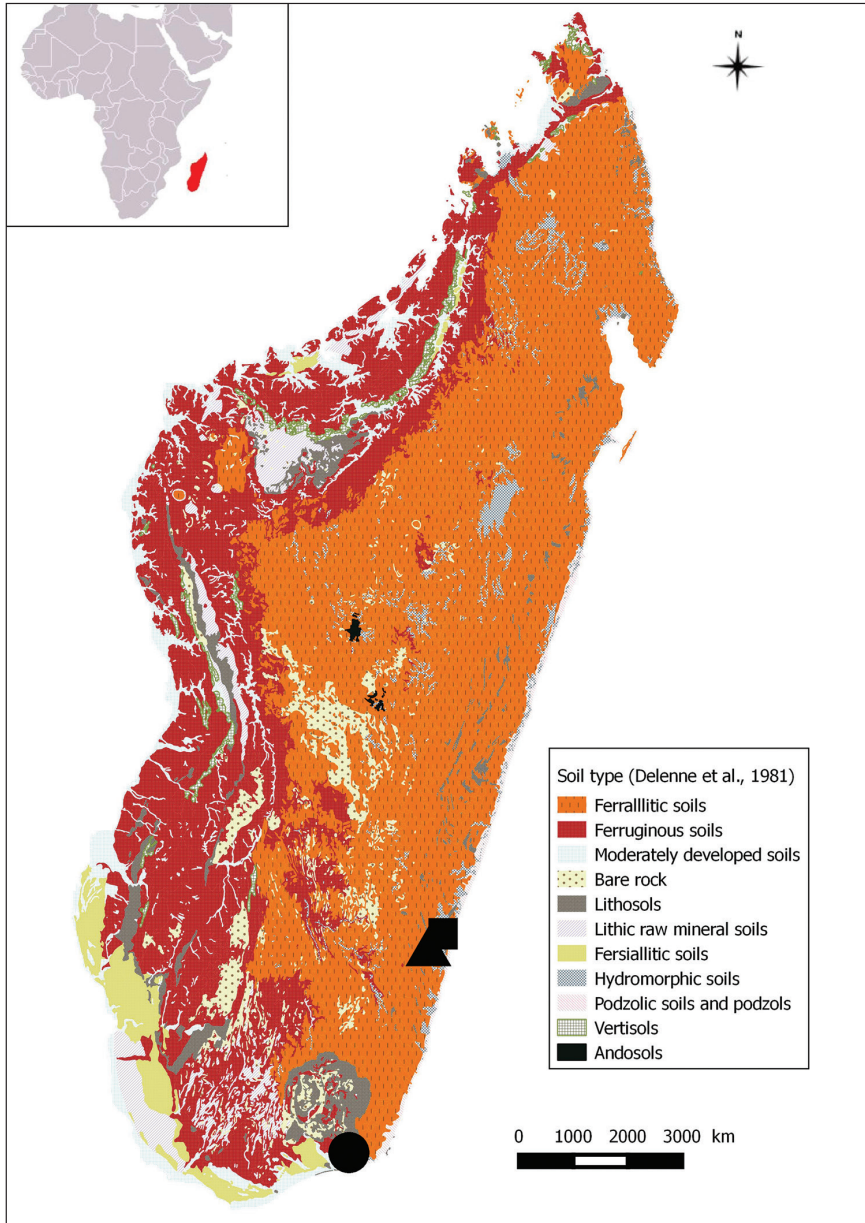 N
Soil type (Delenne et al., 1981)
Ferralllitic soils
Ferruginous soils
Moderately developed soils
Bare rock
Lithosols
Lithic raw mineral soils
Fersiallitic soils
Hydromorphic soils
Podzolic soils and podzols
Vertisols
Andosols
0 1000 2000 3000 km